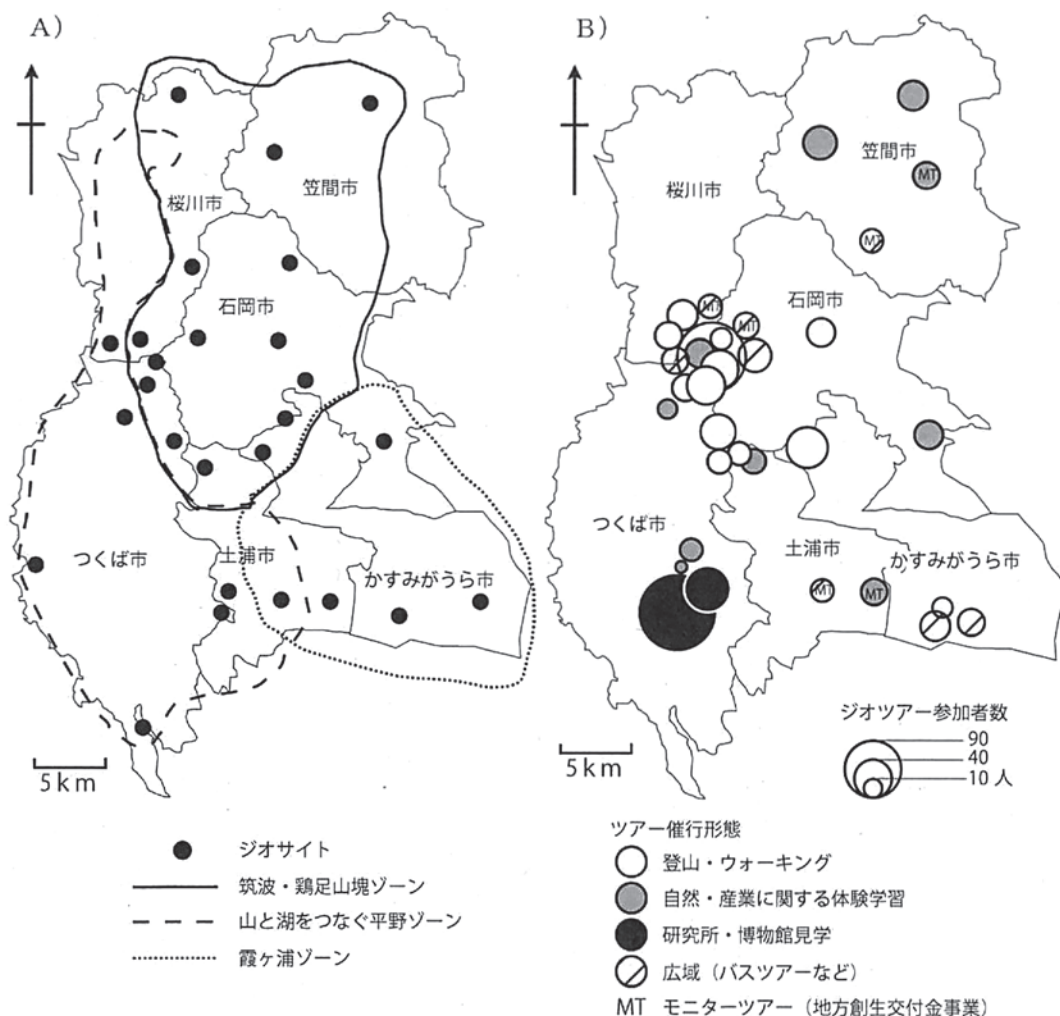 A)
桜川市
笠間市
石岡市
つくば市
土浦市
かすみがうら市
5km
ジオサイト
筑波・鶏足山塊ゾーン
山と湖をつなぐ平野ゾーン
霞ヶ浦ゾーン
B)
笠間市
MT
桜川市
MT
石岡市
MT
MT
つくば市
土浦市
かすみがうら市
MT
MT
5km
ジオツアー参加者数
90
40
10 人
ツアー催行形態
登山・ウォーキング
自然・産業に関する体験学習
研究所・博物館見学
広域(バスツアーなど)
MT モニターツアー(地方創生交付金事業)